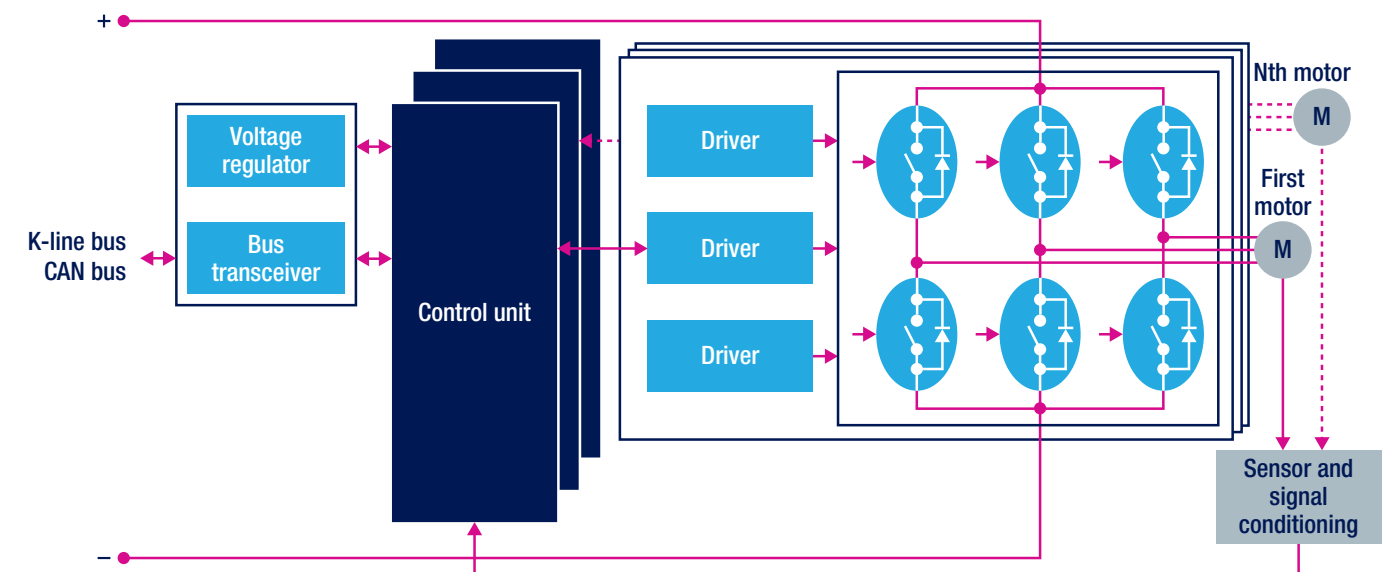 +
Nth motor
M
Voltage
regulator
Driver
First
motor
M
K-line bus
CAN bus
Bus
transceiver
Driver
Control unit
Driver
Sensor and
signal
conditioning
–